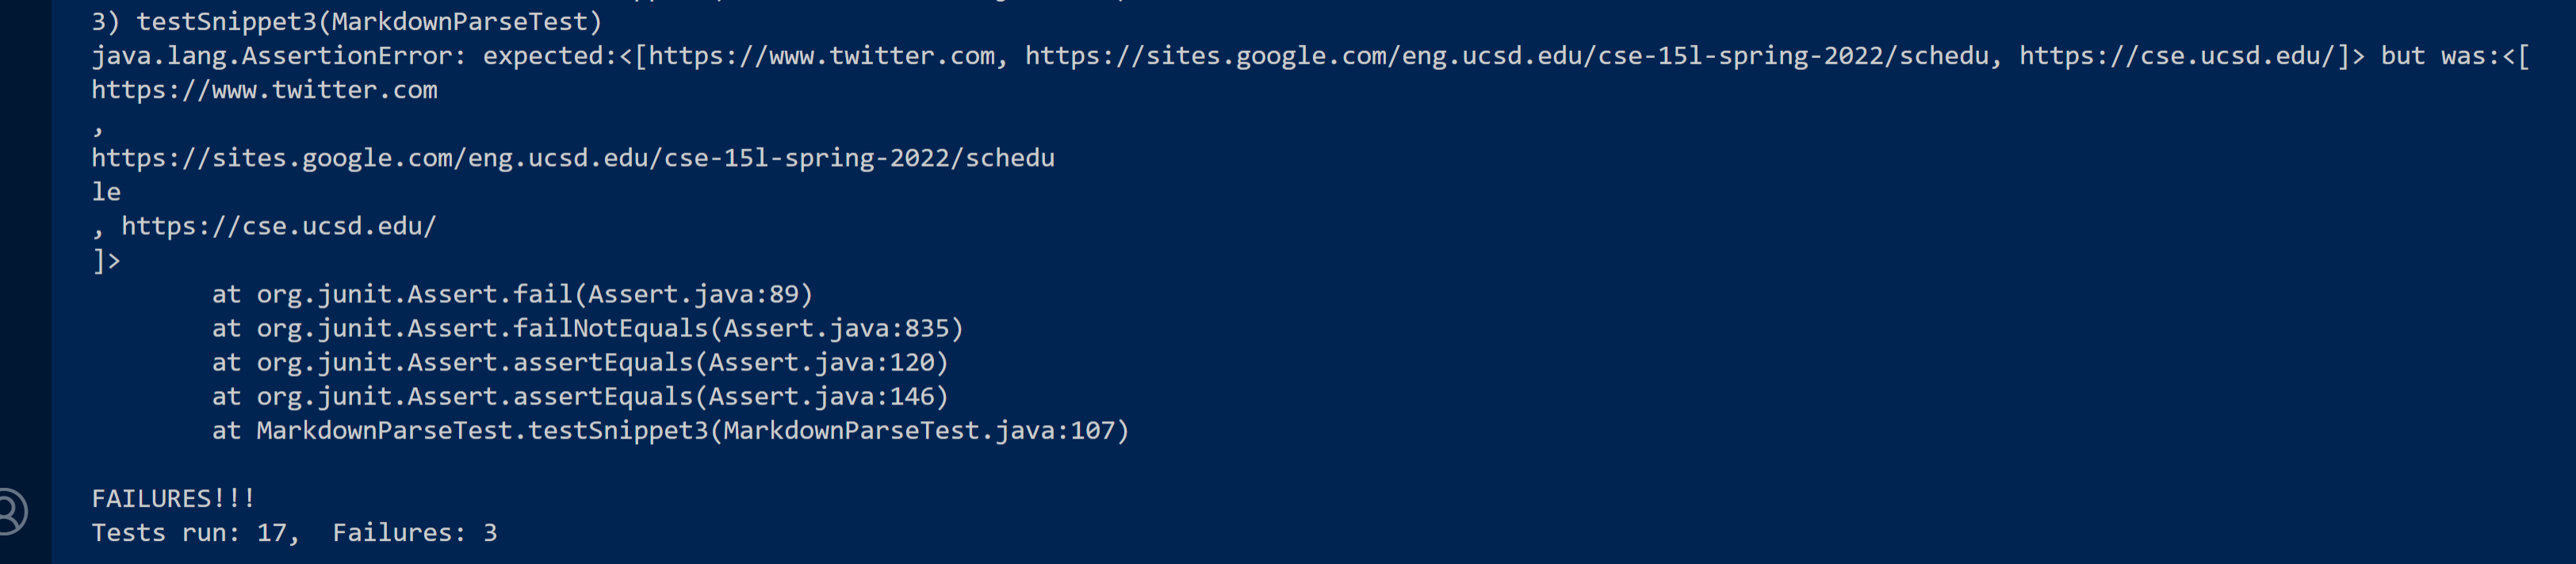 3) testSnippet3(MarkdownParseTest)
java.lang.AssertionError: expected:<[https://www.twitter.com, https://sites.google.com/eng.ucsd.edu/cse-15l-spring-2022/schedu, https://cse.ucsd.edu/]> but was:<[
https://www.twitter.com
,
https://sites.google.com/eng.ucsd.edu/cse-15l-spring-2022/schedu
le
, https://cse.ucsd.edu/
]>
at org.junit.Assert.fail(Assert.java:89)
at org.junit.Assert.failNotEquals(Assert.java:835)
at org.junit.Assert.assertEquals(Assert.java:120)
at org.junit.Assert.assertEquals(Assert.java:146)
at MarkdownParseTest.testSnippet3(MarkdownParseTest.java:107)
FAILURES!!!
Tests run: 17,  Failures: 3